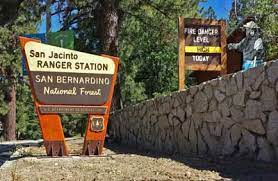 San Jacinto
RANGER STATION
SAN BERNARDINO
National Forest
FIRE DANGER
LEVEL
HIGH
TODAY